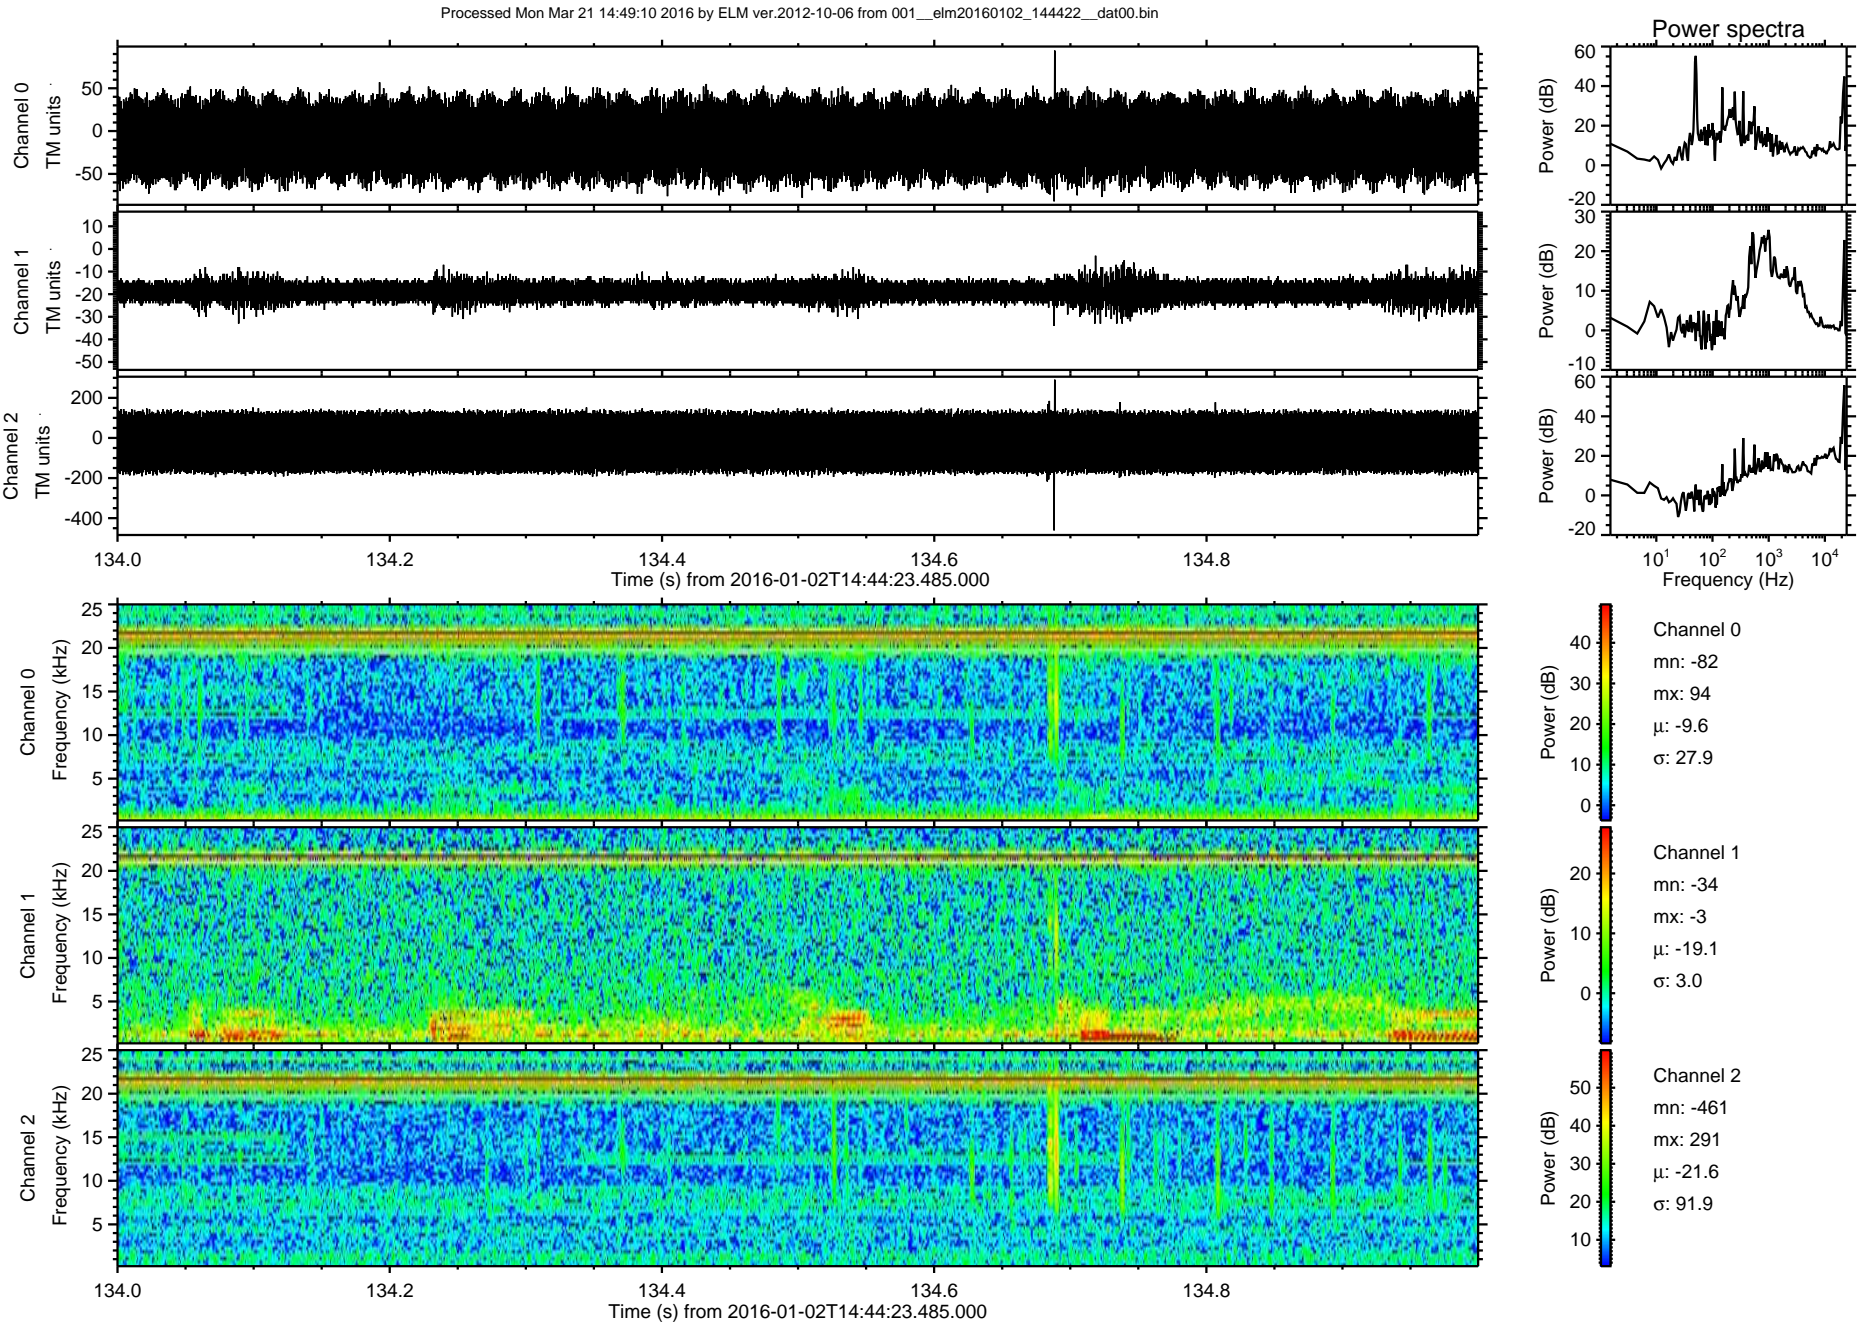 Processed Mon Mar 21 14:49:10 2016 by ELM ver.2012-10-06 from 001__elm20160102_144422__dat00.bin
Power spectra
Channel 0
TM units
50
0
-50
Power (dB)
60
40
20
0
-20
Channel 1
TM units
10
0
-10
-20
-30
-40
-50
Power (dB)
30
20
10
0
-10
Channel 2
TM units
200
0
-200
-400
Power (dB)
60
40
20
0
-20
134.0 134.2 134.4 134.6 134.8
Time (s) from 2016-01-02T14:44:23.485.000
10^1 10^2 10^3 10^4
Frequency (Hz)
Channel 0
Frequency (kHz)
25
20
15
10
5
Power (dB)
40
30
20
10
0
Channel 0
mn: -82
mx: 94
μ: -9.6
σ: 27.9
Channel 1
Frequency (kHz)
25
20
15
10
5
Power (dB)
20
10
0
Channel 1
mn: -34
mx: -3
μ: -19.1
σ: 3.0
Channel 2
Frequency (kHz)
25
20
15
10
5
Power (dB)
50
40
30
20
10
Channel 2
mn: -461
mx: 291
μ: -21.6
σ: 91.9
134.0 134.2 134.4 134.6 134.8
Time (s) from 2016-01-02T14:44:23.485.000